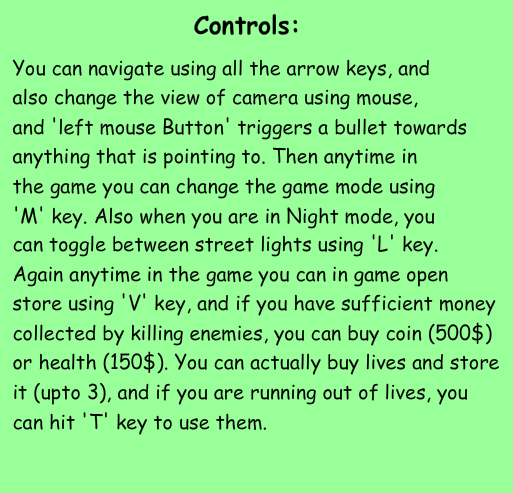 Controls:
You can navigate using all the arrow keys, and
also change the view of camera using mouse,
and 'left mouse Button' triggers a bullet towards
anything that is pointing to. Then anytime in
the game you can change the game mode using
'M' key. Also when you are in Night mode, you
can toggle between street lights using 'L' key.
Again anytime in the game you can in game open
store using 'V' key, and if you have sufficient money
collected by killing enemies, you can buy coin (500$)
or health (150$). You can actually buy lives and store
it (upto 3), and if you are running out of lives, you
can hit 'T' key to use them.